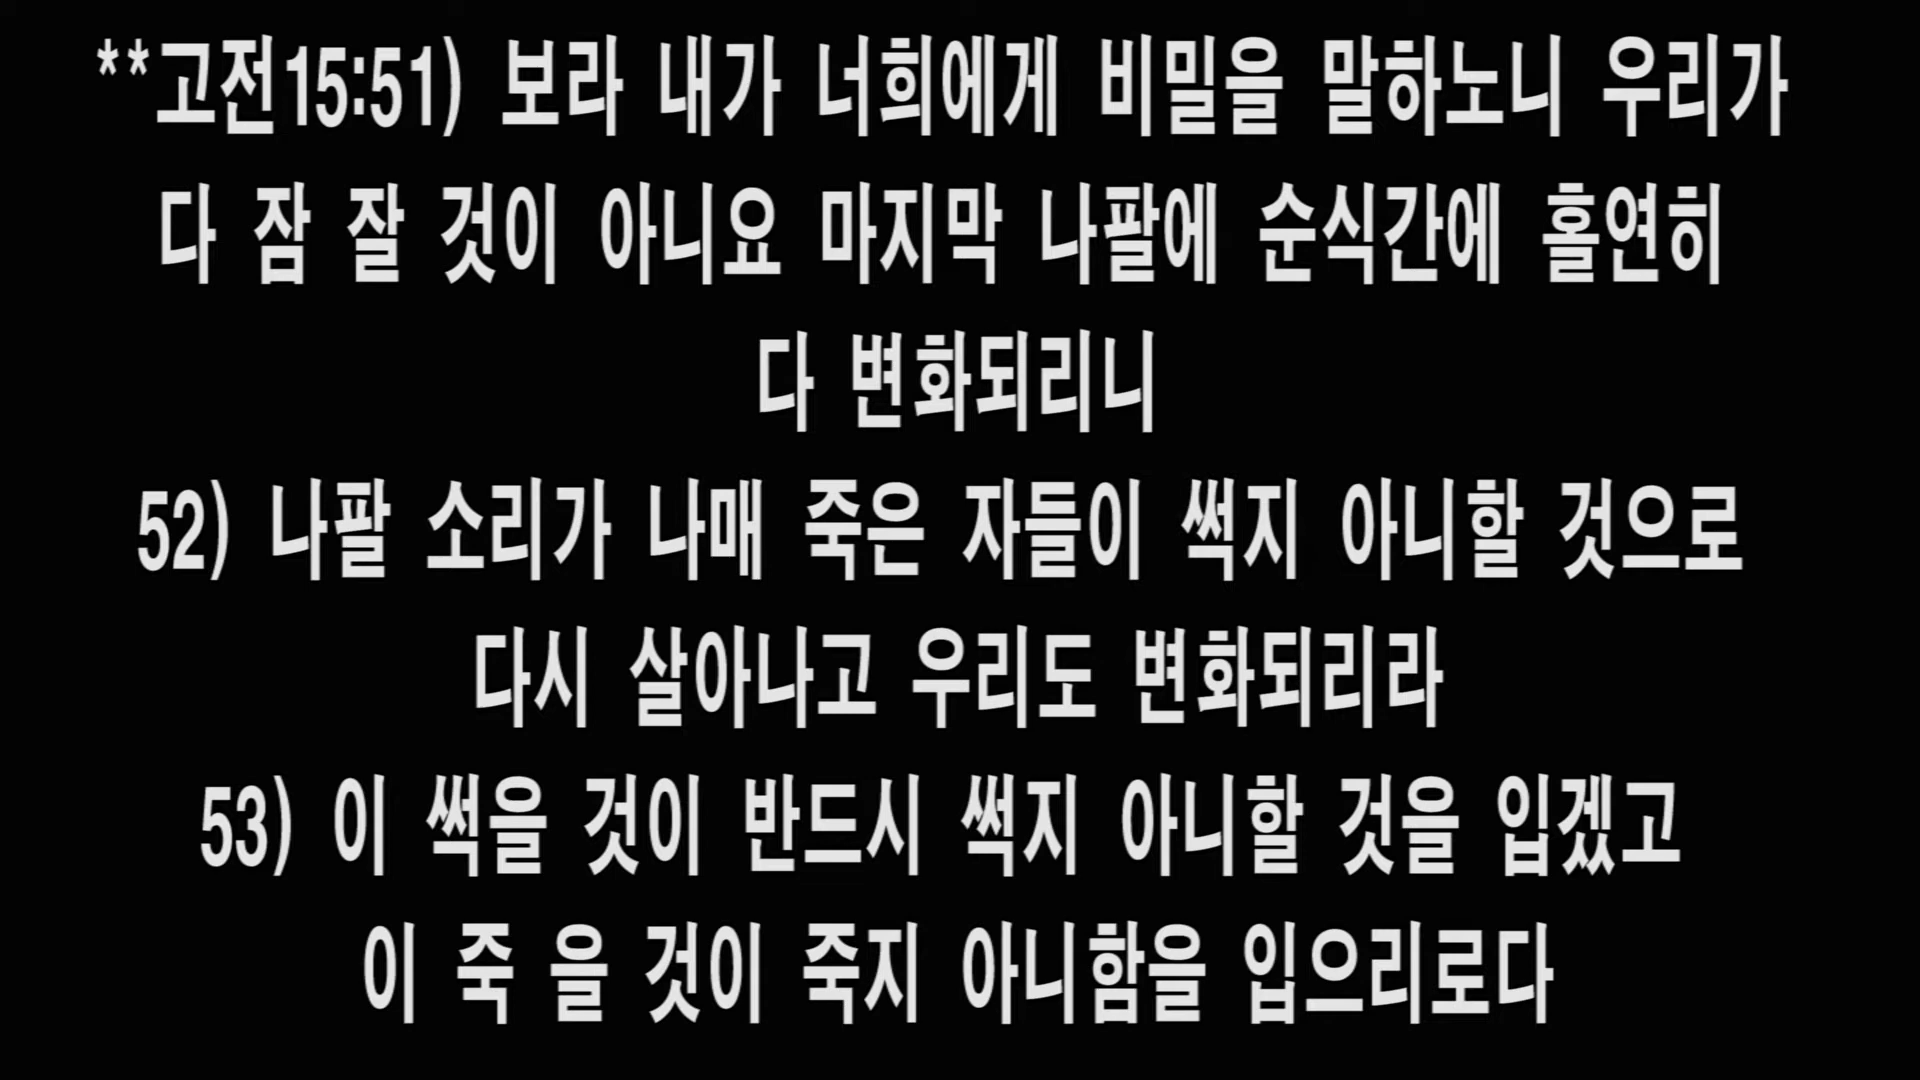 **고전15:51) 보라 내가 너희에게 비밀을 말하노니 우리가
다 잠 잘 것이 아니요 마지막 나팔에 순식간에 홀연히
다 변화되리니
52) 나팔 소리가 나매 죽은 자들이 썩지 아니할 것으로
다시 살아나고 우리도 변화되리라
53) 이 썩을 것이 반드시 썩지 아니할 것을 입겠고
이 죽 을 것이 죽지 아니함을 입으리로다